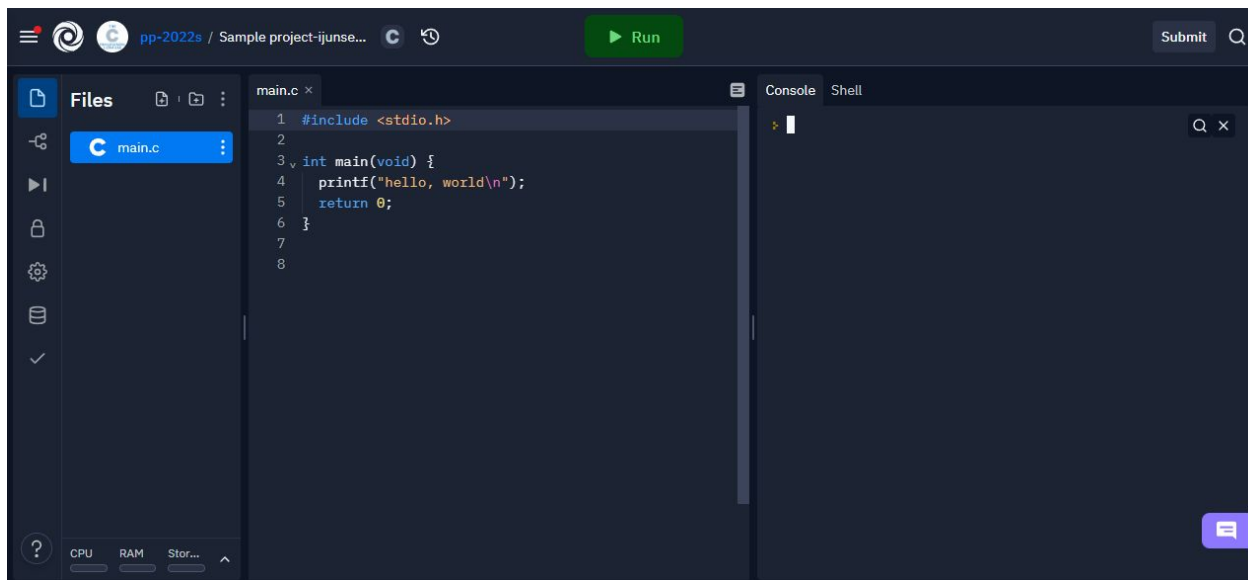 pp-2022s / Sample project-ijunse... C
Run
Submit
Files
C main.c
CPU RAM Stor...
main.c ×
1 #include <stdio.h>
2
3 int main(void) {
4 printf("hello, world\n");
5 return 0;
6 }
7
8
Console Shell
?